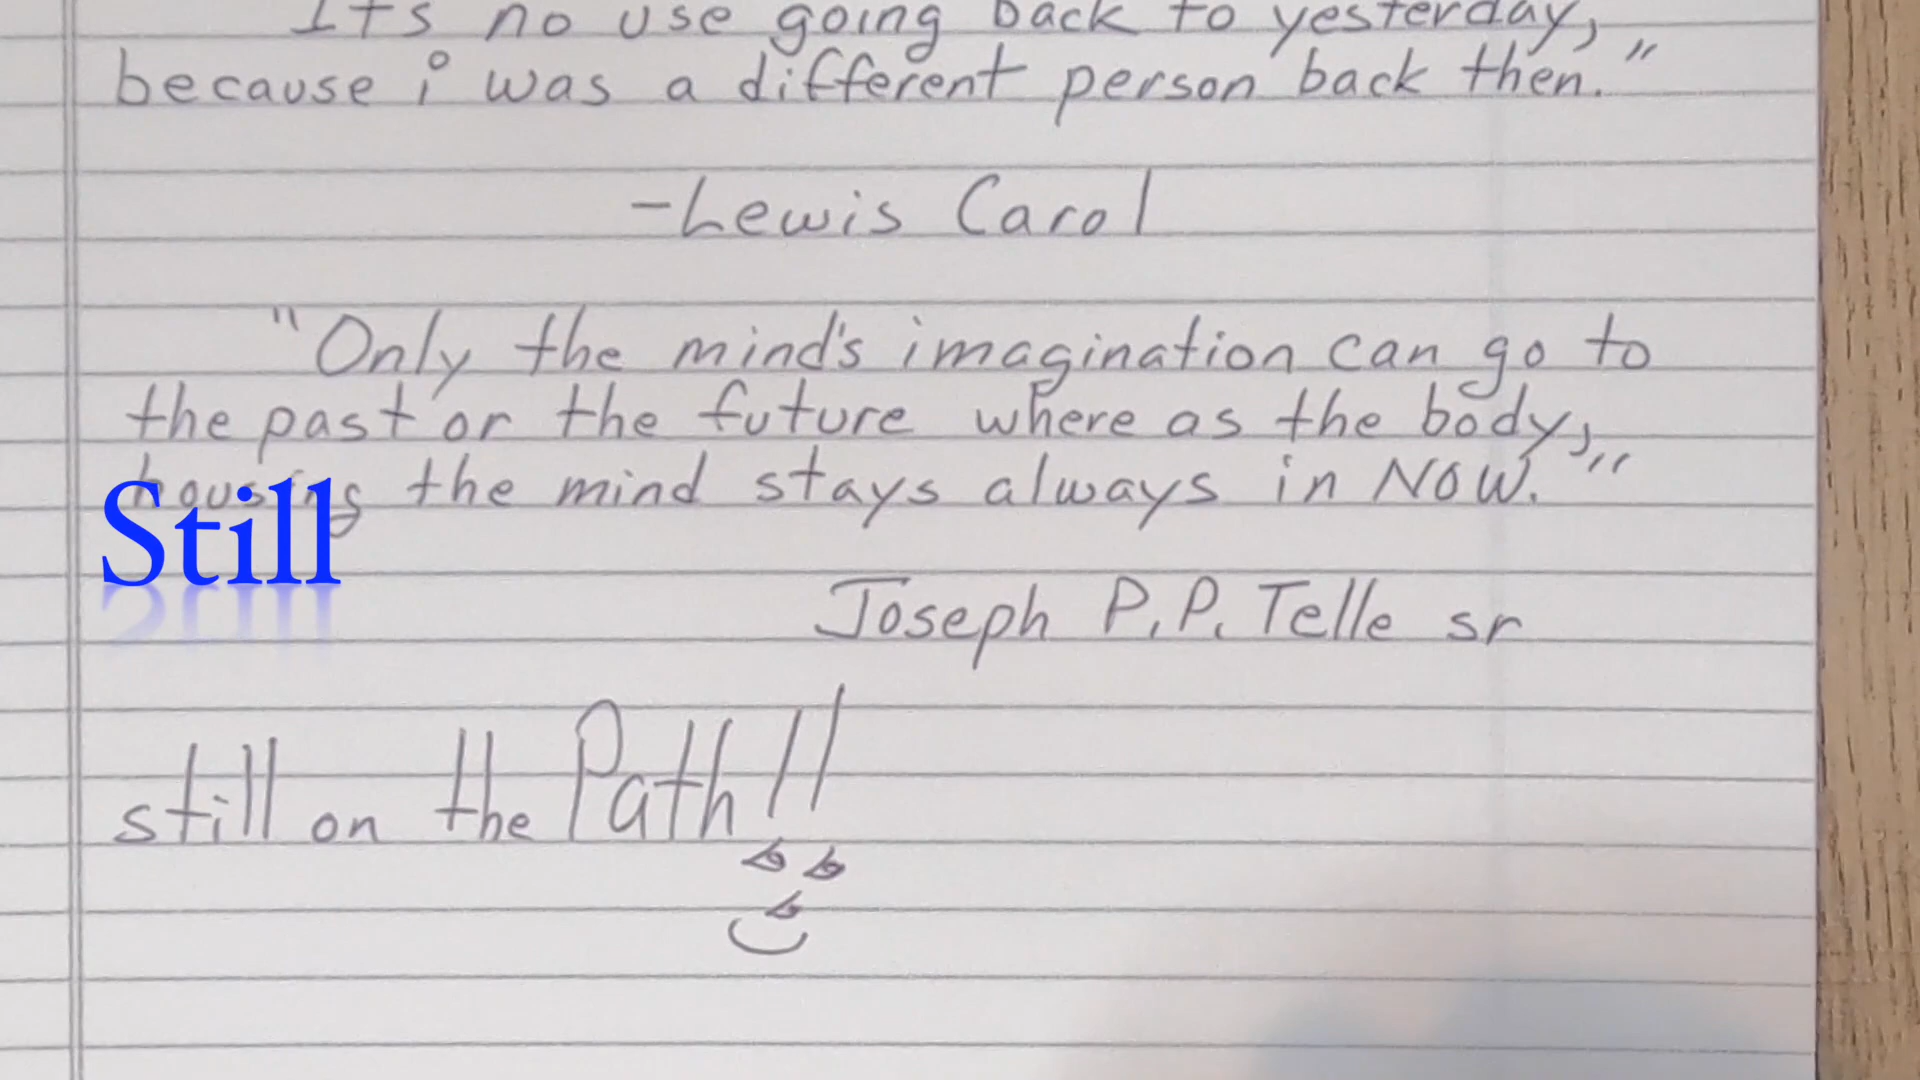 Its no use going back to yesterday,
because i was a different person back then."
-Lewis Carol
"Only the mind's imagination can go to
the past or the future where as the body,
housing the mind stays always in NOW."
Still
Joseph P.P. Telle sr
still on the Path!!